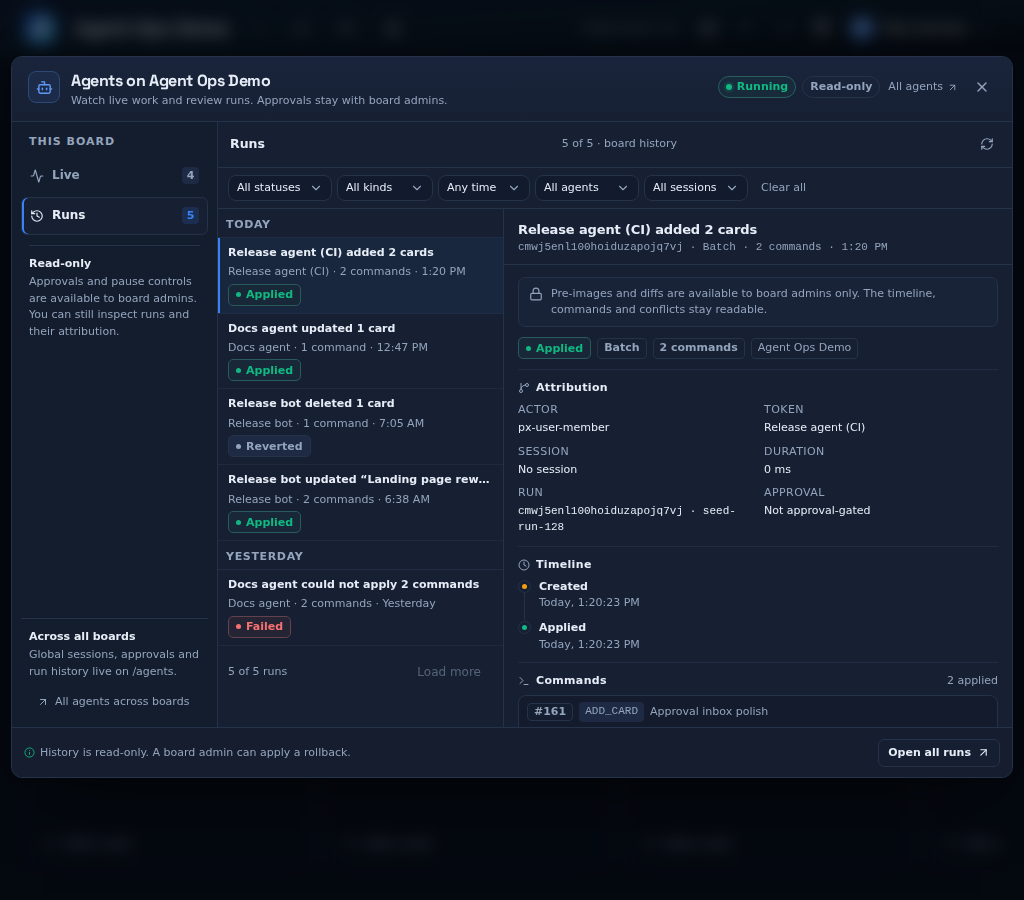 Agents on Agent Ops Demo
Watch live work and review runs. Approvals stay with board admins.
Running
Read-only
All agents
THIS BOARD
Live
4
Runs
5
Read-only
Approvals and pause controls
are available to board admins.
You can still inspect runs and
their attribution.
Across all boards
Global sessions, approvals and
run history live on /agents.
All agents across boards
Runs
5 of 5 · board history
All statuses
All kinds
Any time
All agents
All sessions
Clear all
TODAY
Release agent (CI) added 2 cards
Release agent (CI) · 2 commands · 1:20 PM
Applied
Docs agent updated 1 card
Docs agent · 1 command · 12:47 PM
Applied
Release bot deleted 1 card
Release bot · 1 command · 7:05 AM
Reverted
Release bot updated “Landing page rew…
Release bot · 2 commands · 6:38 AM
Applied
YESTERDAY
Docs agent could not apply 2 commands
Docs agent · 2 commands · Yesterday
Failed
5 of 5 runs
Load more
Release agent (CI) added 2 cards
cmwj5enl100hoiduzapojq7vj · Batch · 2 commands · 1:20 PM
Pre-images and diffs are available to board admins only. The timeline,
commands and conflicts stay readable.
Applied
Batch
2 commands
Agent Ops Demo
Attribution
ACTOR
px-user-member
TOKEN
Release agent (CI)
SESSION
No session
DURATION
0 ms
RUN
cmwj5enl100hoiduzapojq7vj · seed-
run-128
APPROVAL
Not approval-gated
Timeline
Created
Today, 1:20:23 PM
Applied
Today, 1:20:23 PM
Commands
2 applied
#161
ADD_CARD
Approval inbox polish
History is read-only. A board admin can apply a rollback.
Open all runs